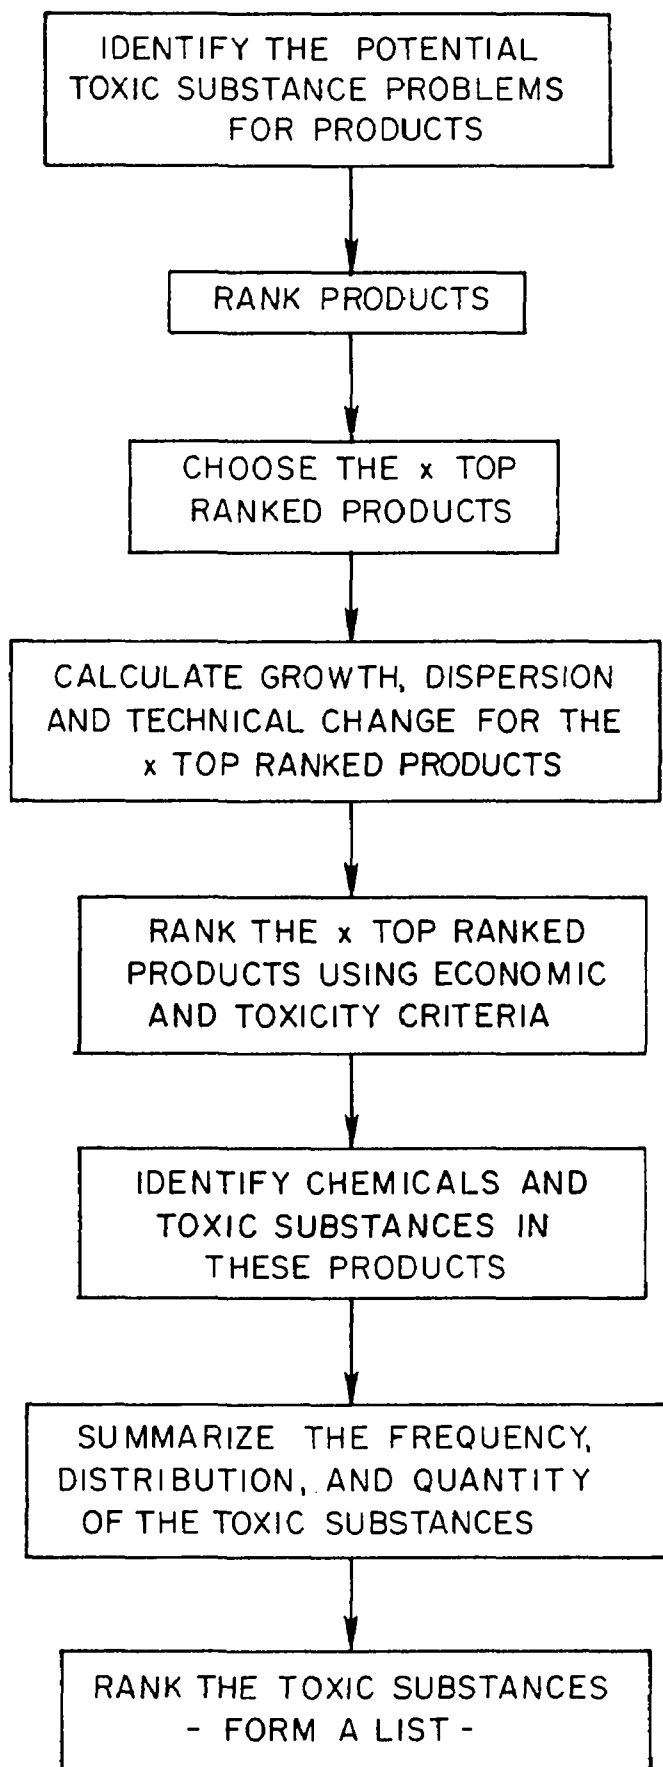 IDENTIFY THE POTENTIAL
TOXIC SUBSTANCE PROBLEMS
FOR PRODUCTS
RANK PRODUCTS
CHOOSE THE x TOP
RANKED PRODUCTS
CALCULATE GROWTH, DISPERSION
AND TECHNICAL CHANGE FOR THE
x TOP RANKED PRODUCTS
RANK THE x TOP RANKED
PRODUCTS USING ECONOMIC
AND TOXICITY CRITERIA
IDENTIFY CHEMICALS AND
TOXIC SUBSTANCES IN
THESE PRODUCTS
SUMMARIZE THE FREQUENCY,
DISTRIBUTION, AND QUANTITY
OF THE TOXIC SUBSTANCES
RANK THE TOXIC SUBSTANCES
- FORM A LIST -